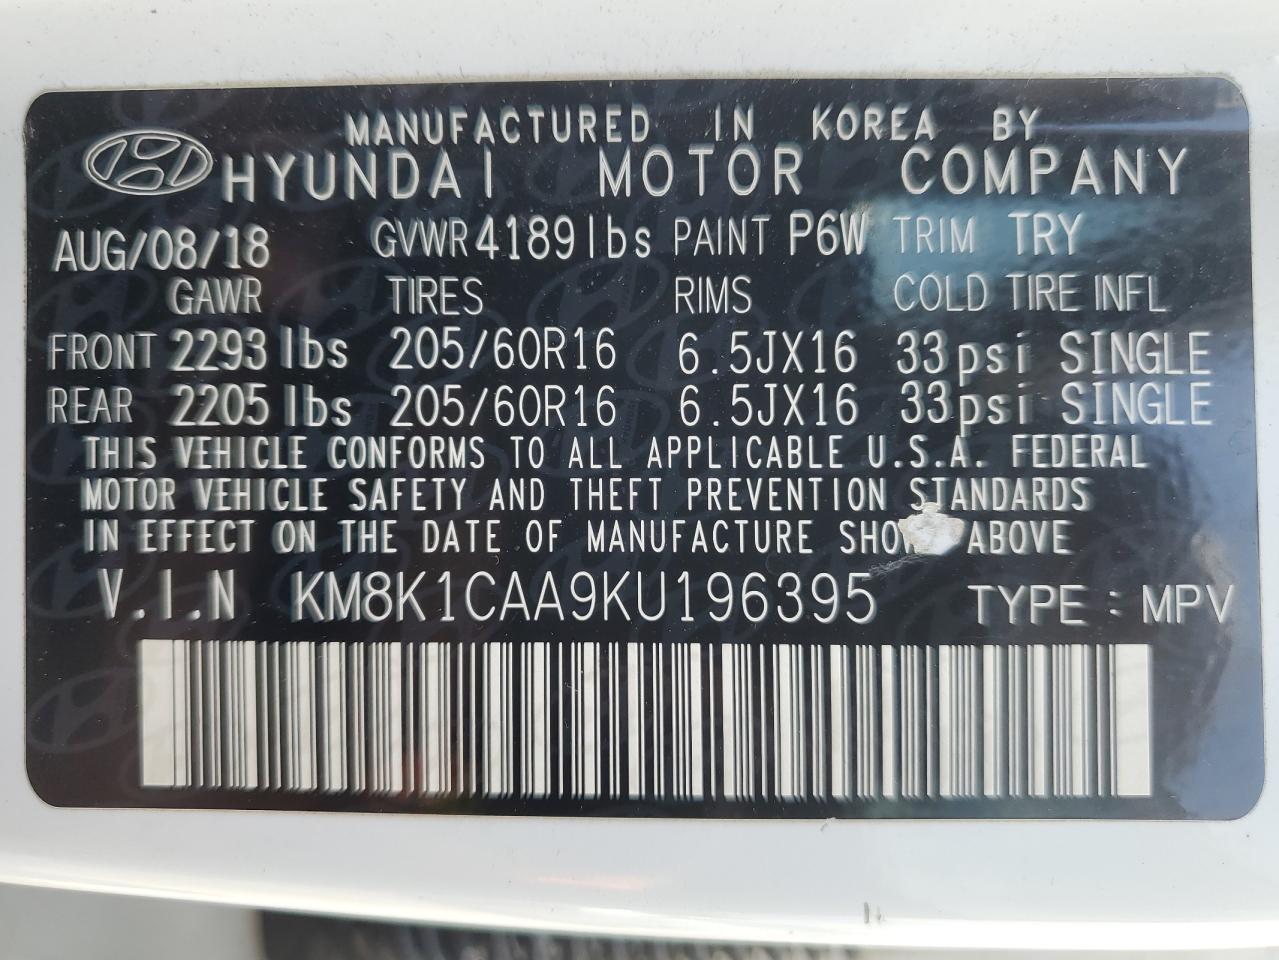 MANUFACTURED IN KOREA BY
HYUNDAI MOTOR COMPANY
AUG/08/18 GVWR 4189lbs PAINT P6W TRIM TRY
GAWR TIRES RIMS COLD TIRE INFL
FRONT 2293 lbs 205/60R16 6.5JX16 33psi SINGLE
REAR 2205 lbs 205/60R16 6.5JX16 33psi SINGLE
THIS VEHICLE CONFORMS TO ALL APPLICABLE U.S.A. FEDERAL
MOTOR VEHICLE SAFETY AND THEFT PREVENTION STANDARDS
IN EFFECT ON THE DATE OF MANUFACTURE ABOVE
V.I.N KM8K1CAA9KU196395 TYPE : MPV